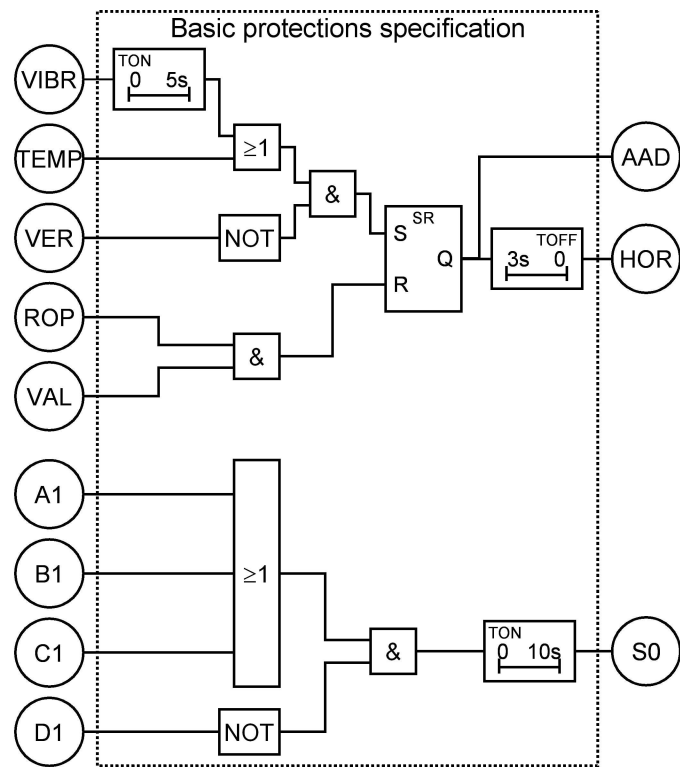 Basic protections specification
VIBR
TON
0 5s
TEMP
≥1
AAD
&
VER
NOT
S SR
Q
R
TOFF
3s 0
HOR
ROP
&
VAL
A1
B1
≥1
C1
&
TON
0 10s
S0
D1
NOT